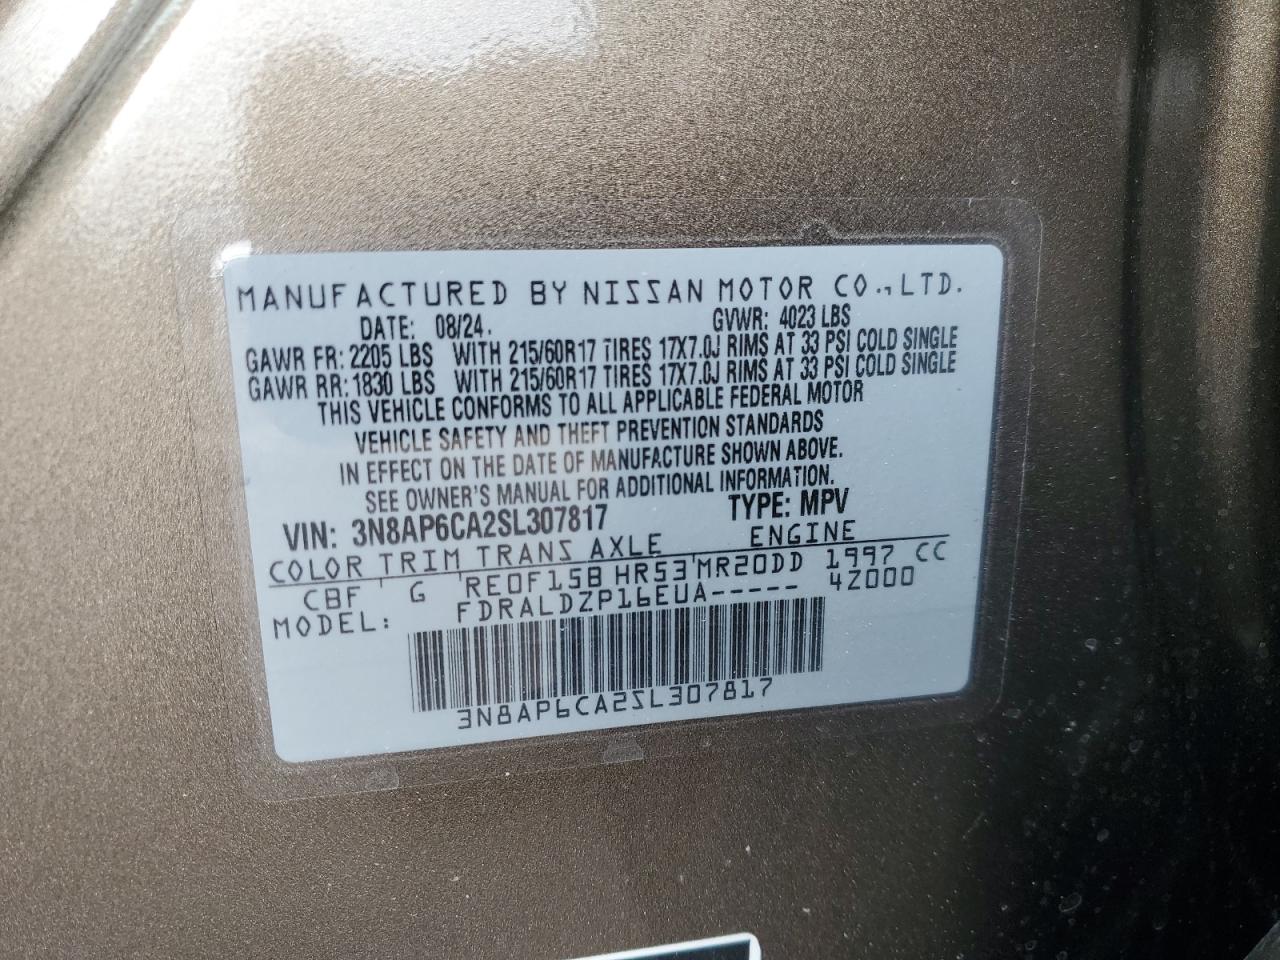 MANUFACTURED BY NISSAN MOTOR CO., LTD.
DATE: 08/24. GVWR: 4023 LBS
GAWR FR: 2205 LBS WITH 215/60R17 TIRES 17X7.0J RIMS AT 33 PSI COLD SINGLE
GAWR RR: 1830 LBS WITH 215/60R17 TIRES 17X7.0J RIMS AT 33 PSI COLD SINGLE
THIS VEHICLE CONFORMS TO ALL APPLICABLE FEDERAL MOTOR
VEHICLE SAFETY AND THEFT PREVENTION STANDARDS
IN EFFECT ON THE DATE OF MANUFACTURE SHOWN ABOVE.
SEE OWNER'S MANUAL FOR ADDITIONAL INFORMATION.
VIN: 3N8AP6CA2SL307817 TYPE: MPV
COLOR TRIM TRANS AXLE ENGINE
CBF G RE0F15B HR53 MR20DD 1997 CC
MODEL: FDRALDZP16EUA----- 4Z000
3N8AP6CA2SL307817